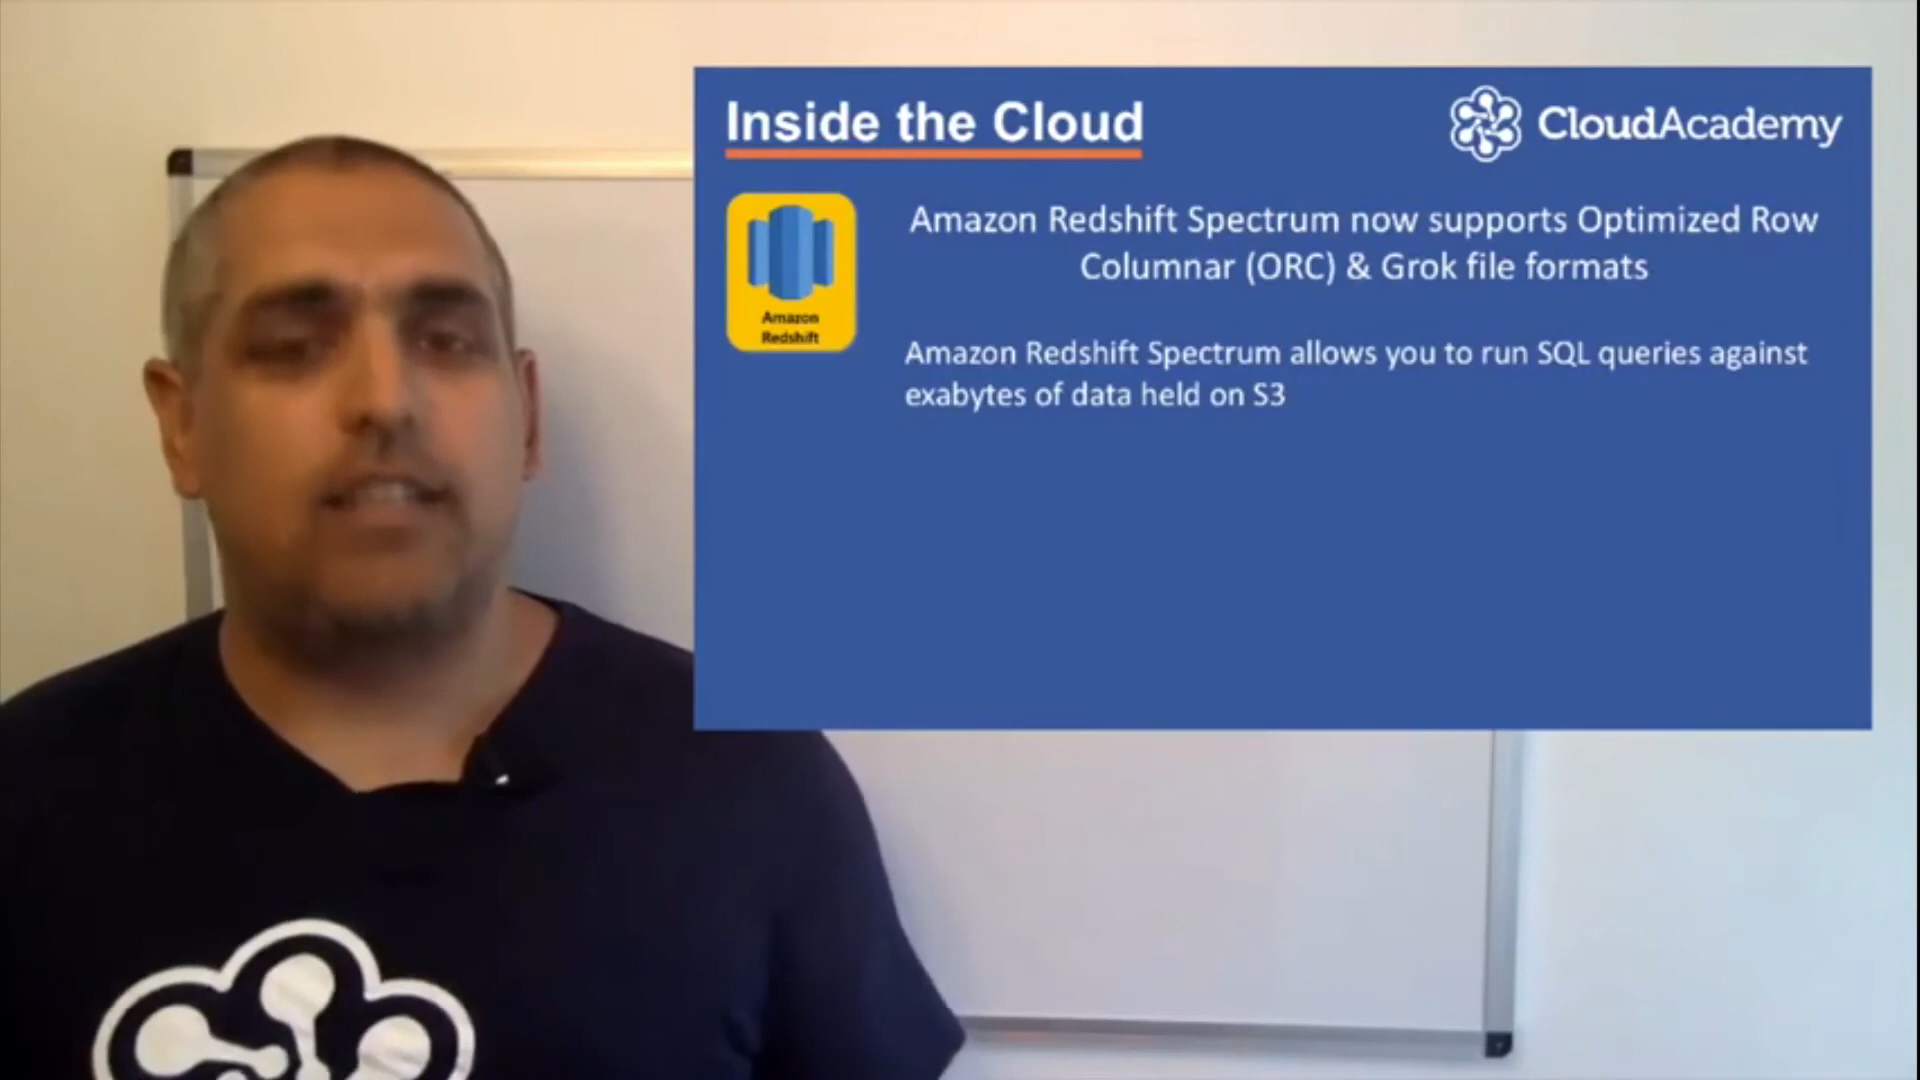 Inside the Cloud
CloudAcademy
Amazon Redshift Spectrum now supports Optimized Row
Columnar (ORC) & Grok file formats
Amazon
Redshift
Amazon Redshift Spectrum allows you to run SQL queries against
exabytes of data held on S3